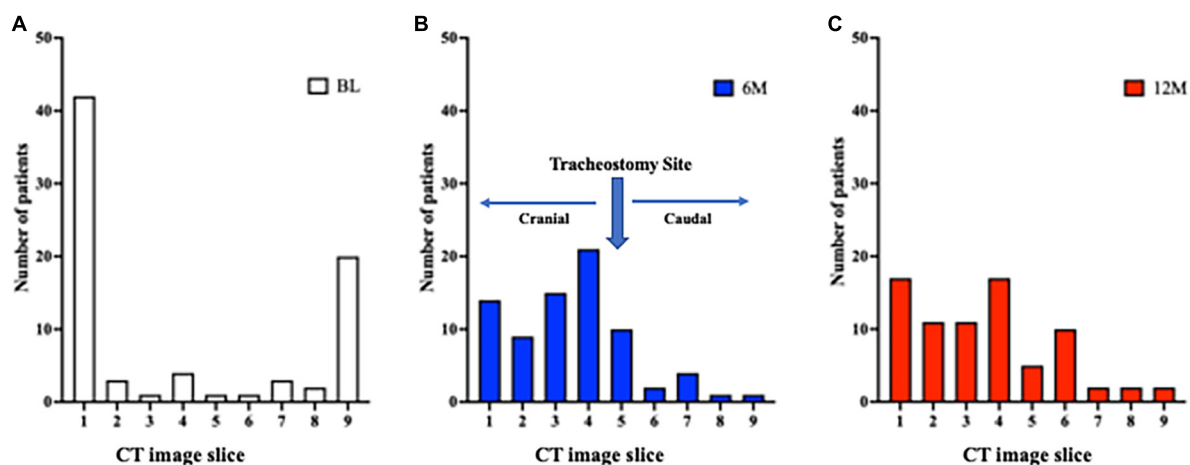 A
50
40
30
20
10
0
Number of patients
BL
1 2 3 4 5 6 7 8 9
CT image slice
B
50
40
30
20
10
0
Number of patients
6M
Tracheostomy Site
Cranial
Caudal
1 2 3 4 5 6 7 8 9
CT image slice
C
50
40
30
20
10
0
Number of patients
12M
1 2 3 4 5 6 7 8 9
CT image slice